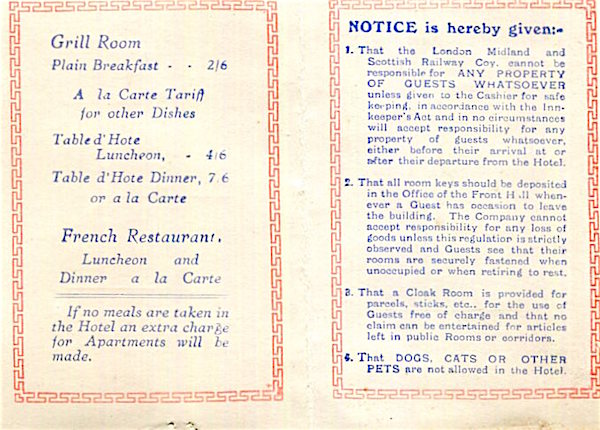 Grill Room
Plain Breakfast - - 2/6
A la Carte Tariff
for other Dishes
Table d'Hote
Luncheon, - 4/6
Table d'Hote Dinner, 7/6
or a la Carte
French Restaurant.
Luncheon and
Dinner a la Carte
If no meals are taken in
the Hotel an extra charge
for Apartments will be
made.
NOTICE is hereby given:-
1. That the London Midland and
Scottish Railway Coy. cannot be
responsible for ANY PROPERTY
OF GUESTS WHATSOEVER
unless given to the Cashier for safe
keeping, in accordance with the Inn-
keeper's Act and in no circumstances
will accept responsibility for any
property of guests whatsoever,
either before their arrival at or
after their departure from the Hotel.
2. That all room keys should be deposited
in the Office of the Front Hall when-
ever a Guest has occasion to leave
the building. The Company cannot
accept responsibility for any loss of
goods unless this regulation is strictly
observed and Guests see that their
rooms are securely fastened when
unoccupied or when retiring to rest.
3. That a Cloak Room is provided for
parcels, sticks, etc., for the use of
Guests free of charge and that no
claim can be entertained for articles
left in public Rooms or corridors.
4. That DOGS, CATS OR OTHER
PETS are not allowed in the Hotel.